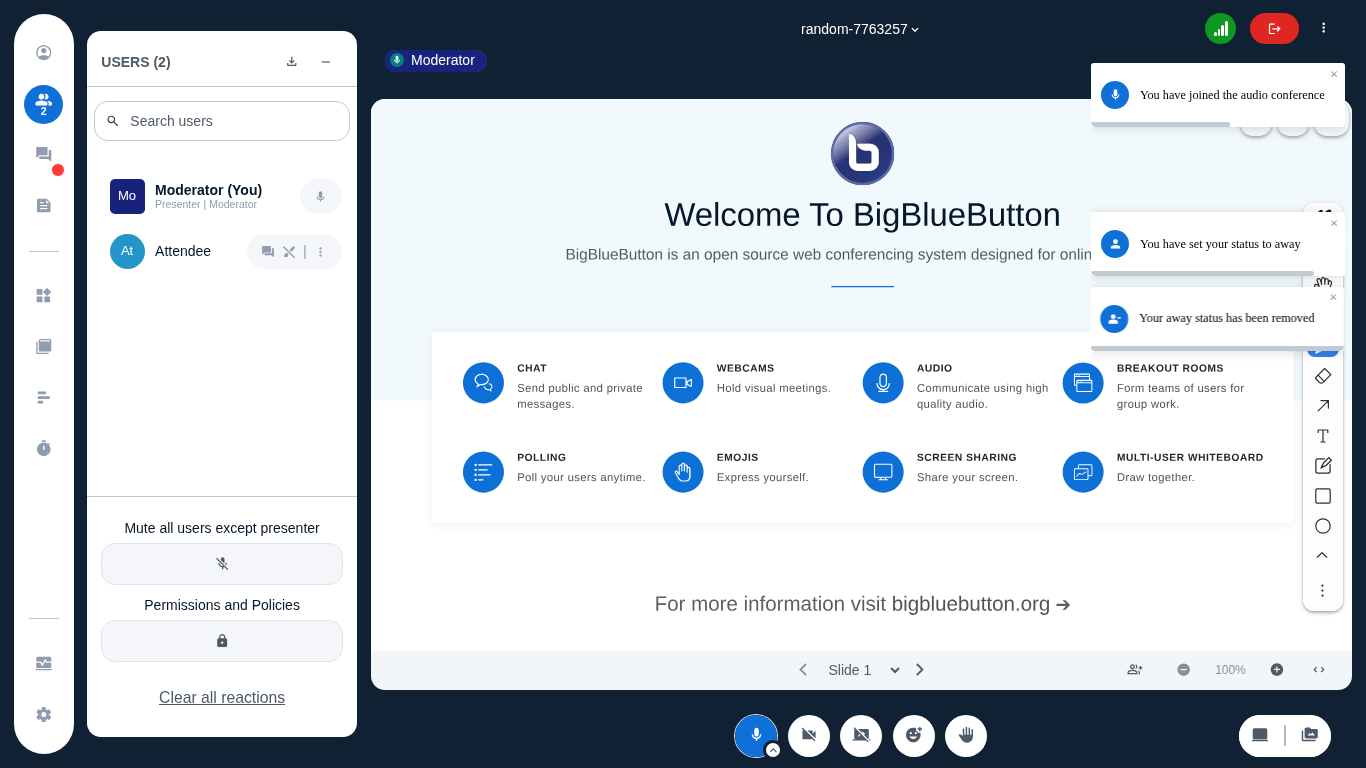 random-7763257
Moderator
2
USERS (2)
Search users
Mo
Moderator (You)
Presenter | Moderator
At
Attendee
Mute all users except presenter
Permissions and Policies
Clear all reactions
You have joined the audio conference
You have set your status to away
Your away status has been removed
Welcome To BigBlueButton
BigBlueButton is an open source web conferencing system designed for
CHAT
Send public and private
messages.
WEBCAMS
Hold visual meetings.
AUDIO
Communicate using high
quality audio.
BREAKOUT ROOMS
Form teams of users for
group work.
POLLING
Poll your users anytime.
EMOJIS
Express yourself.
SCREEN SHARING
Share your screen.
MULTI-USER WHITEBOARD
Draw together.
For more information visit bigbluebutton.org ➔
Slide 1
100%